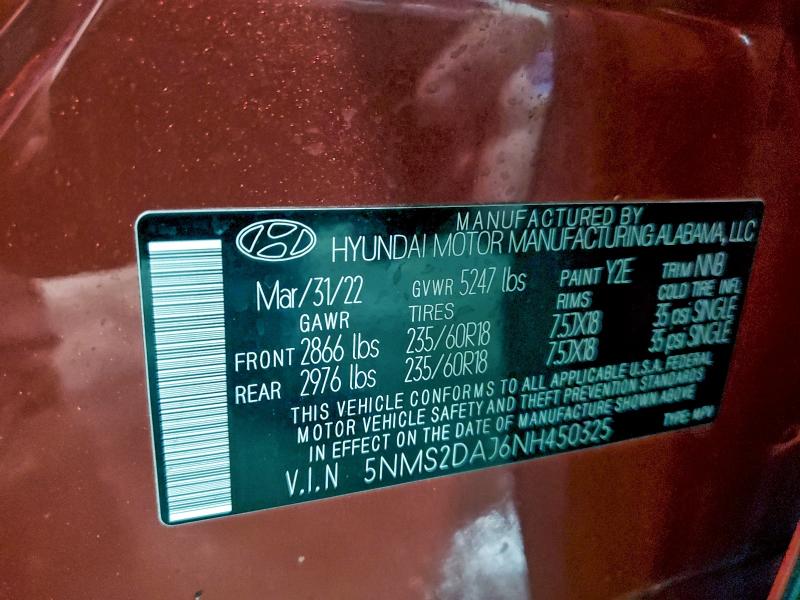 MANUFACTURED BY
HYUNDAI MOTOR MANUFACTURING ALABAMA, LLC
Mar/31/22 GVWR 5247 lbs PAINT Y2E TRIM NNB
GAWR TIRES RIMS COLD TIRE INFL
FRONT 2866 lbs 235/60R18 7.5JX18 35 psi SINGLE
REAR 2976 lbs 235/60R18 7.5JX18 35 psi SINGLE
THIS VEHICLE CONFORMS TO ALL APPLICABLE U.S.A. FEDERAL
MOTOR VEHICLE SAFETY AND THEFT PREVENTION STANDARDS
IN EFFECT ON THE DATE OF MANUFACTURE SHOWN ABOVE
V.I.N 5NMS2DAJ6NH450325 TYPE: MPV